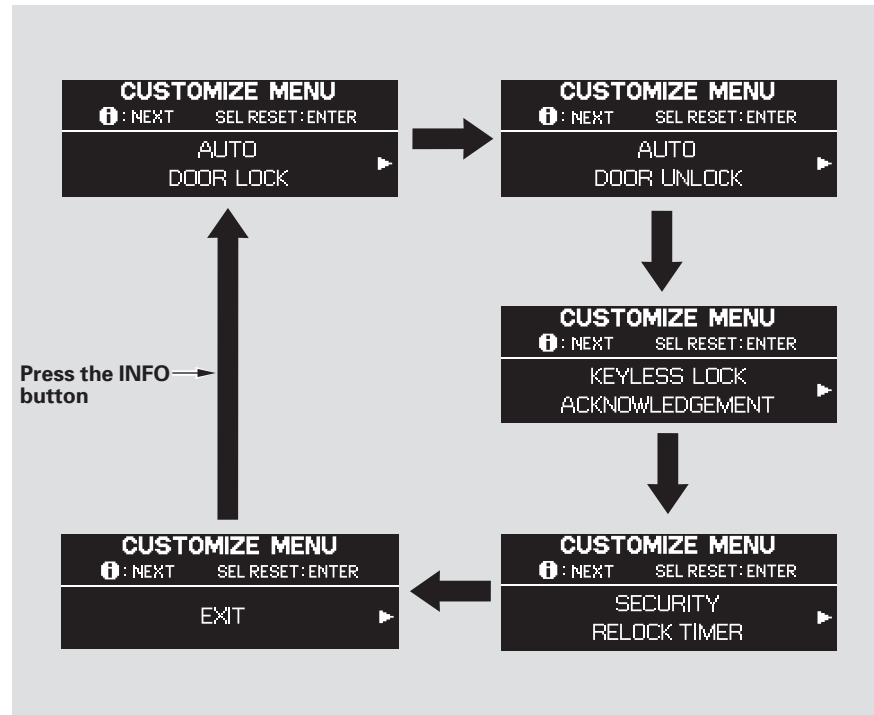 CUSTOMIZE MENU
i : NEXT SEL RESET: ENTER
AUTO
DOOR LOCK
CUSTOMIZE MENU
i : NEXT SEL RESET: ENTER
AUTO
DOOR UNLOCK
CUSTOMIZE MENU
i : NEXT SEL RESET: ENTER
KEYLESS LOCK
ACKNOWLEDGEMENT
CUSTOMIZE MENU
i : NEXT SEL RESET: ENTER
SECURITY
RELOCK TIMER
CUSTOMIZE MENU
i : NEXT SEL RESET: ENTER
EXIT
Press the INFO
button